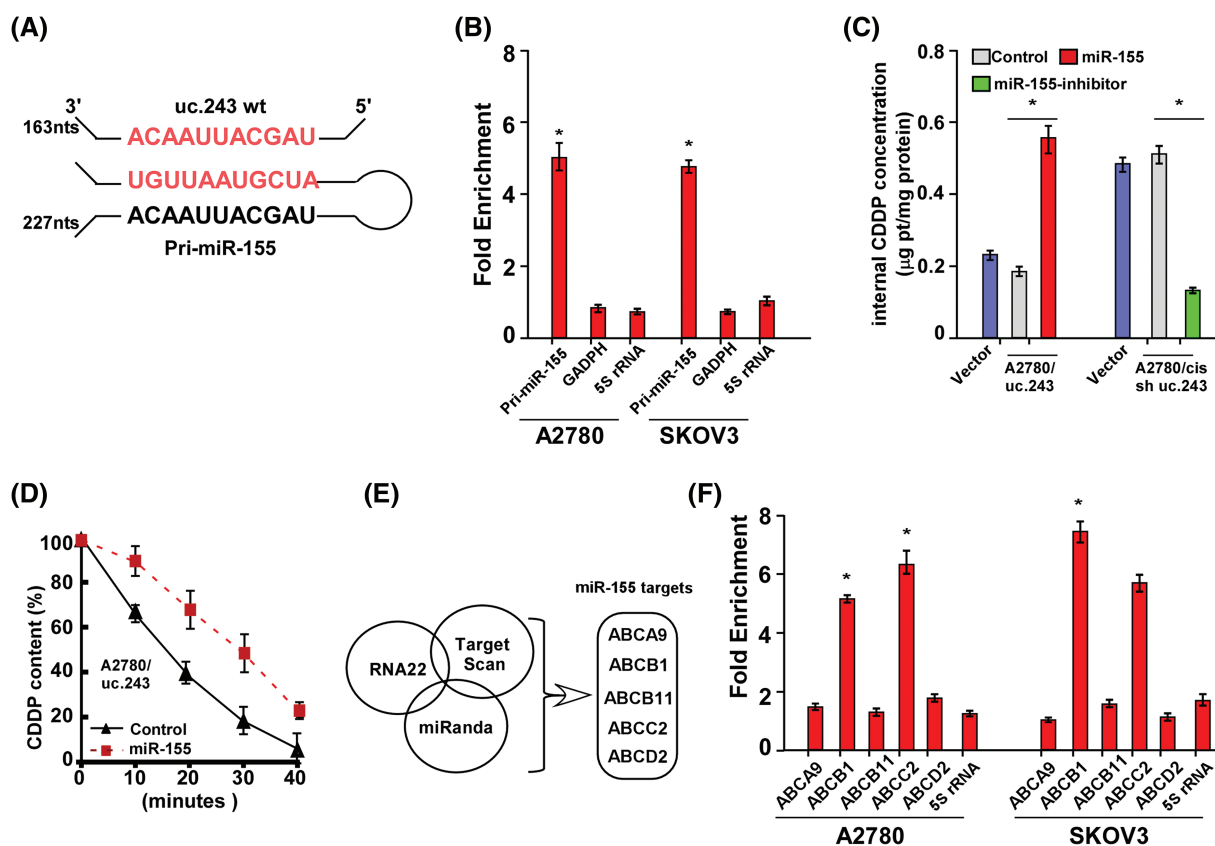 (A)
3'
uc.243 wt
5'
163nts
ACAAUUACGAU
UGUUAAUGCUA
ACAAUUACGAU
227nts
Pri-miR-155
(B)
Fold Enrichment
8
6
4
2
0
*
*
Pri-miR-155
GADPH
5S rRNA
Pri-miR-155
GADPH
5S rRNA
A2780
SKOV3
(C)
internal CDDP concentration
(µg pt/mg protein)
0.8
0.6
0.4
0.2
0
Control
miR-155
miR-155-inhibitor
*
*
Vector
A2780/
uc.243
Vector
A2780/cis
sh uc.243
(D)
CDDP content (%)
100
80
60
40
20
0
A2780/
uc.243
Control
miR-155
0
10
20
30
40
(minutes )
(E)
RNA22
Target
Scan
miRanda
miR-155 targets
ABCA9
ABCB1
ABCB11
ABCC2
ABCD2
(F)
Fold Enrichment
8
6
4
2
0
*
*
*
ABCA9
ABCB1
ABCB11
ABCC2
ABCD2
5S rRNA
ABCA9
ABCB1
ABCB11
ABCC2
ABCD2
5S rRNA
A2780
SKOV3